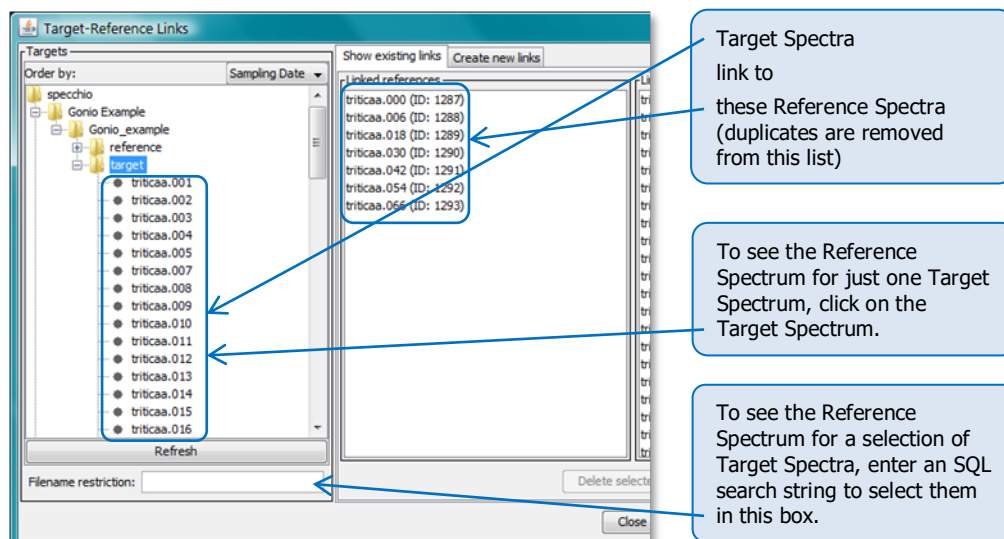 Target-Reference Links
Targets
Order by:
Sampling Date
specchio
Gonio Example
Gonio_example
reference
target
triticaa.001
triticaa.002
triticaa.003
triticaa.004
triticaa.005
triticaa.007
triticaa.008
triticaa.009
triticaa.010
triticaa.011
triticaa.012
triticaa.013
triticaa.014
triticaa.015
triticaa.016
Refresh
Filename restriction:
Show existing links
Create new links
Linked references
triticaa.000 (ID: 1287)
triticaa.006 (ID: 1288)
triticaa.018 (ID: 1289)
triticaa.030 (ID: 1290)
triticaa.042 (ID: 1291)
triticaa.054 (ID: 1292)
triticaa.066 (ID: 1293)
Delete selecte
Close
Target Spectra
link to
these Reference Spectra
(duplicates are removed
from this list)
To see the Reference
Spectrum for just one Target
Spectrum, click on the
Target Spectrum.
To see the Reference
Spectrum for a selection of
Target Spectra, enter an SQL
search string to select them
in this box.